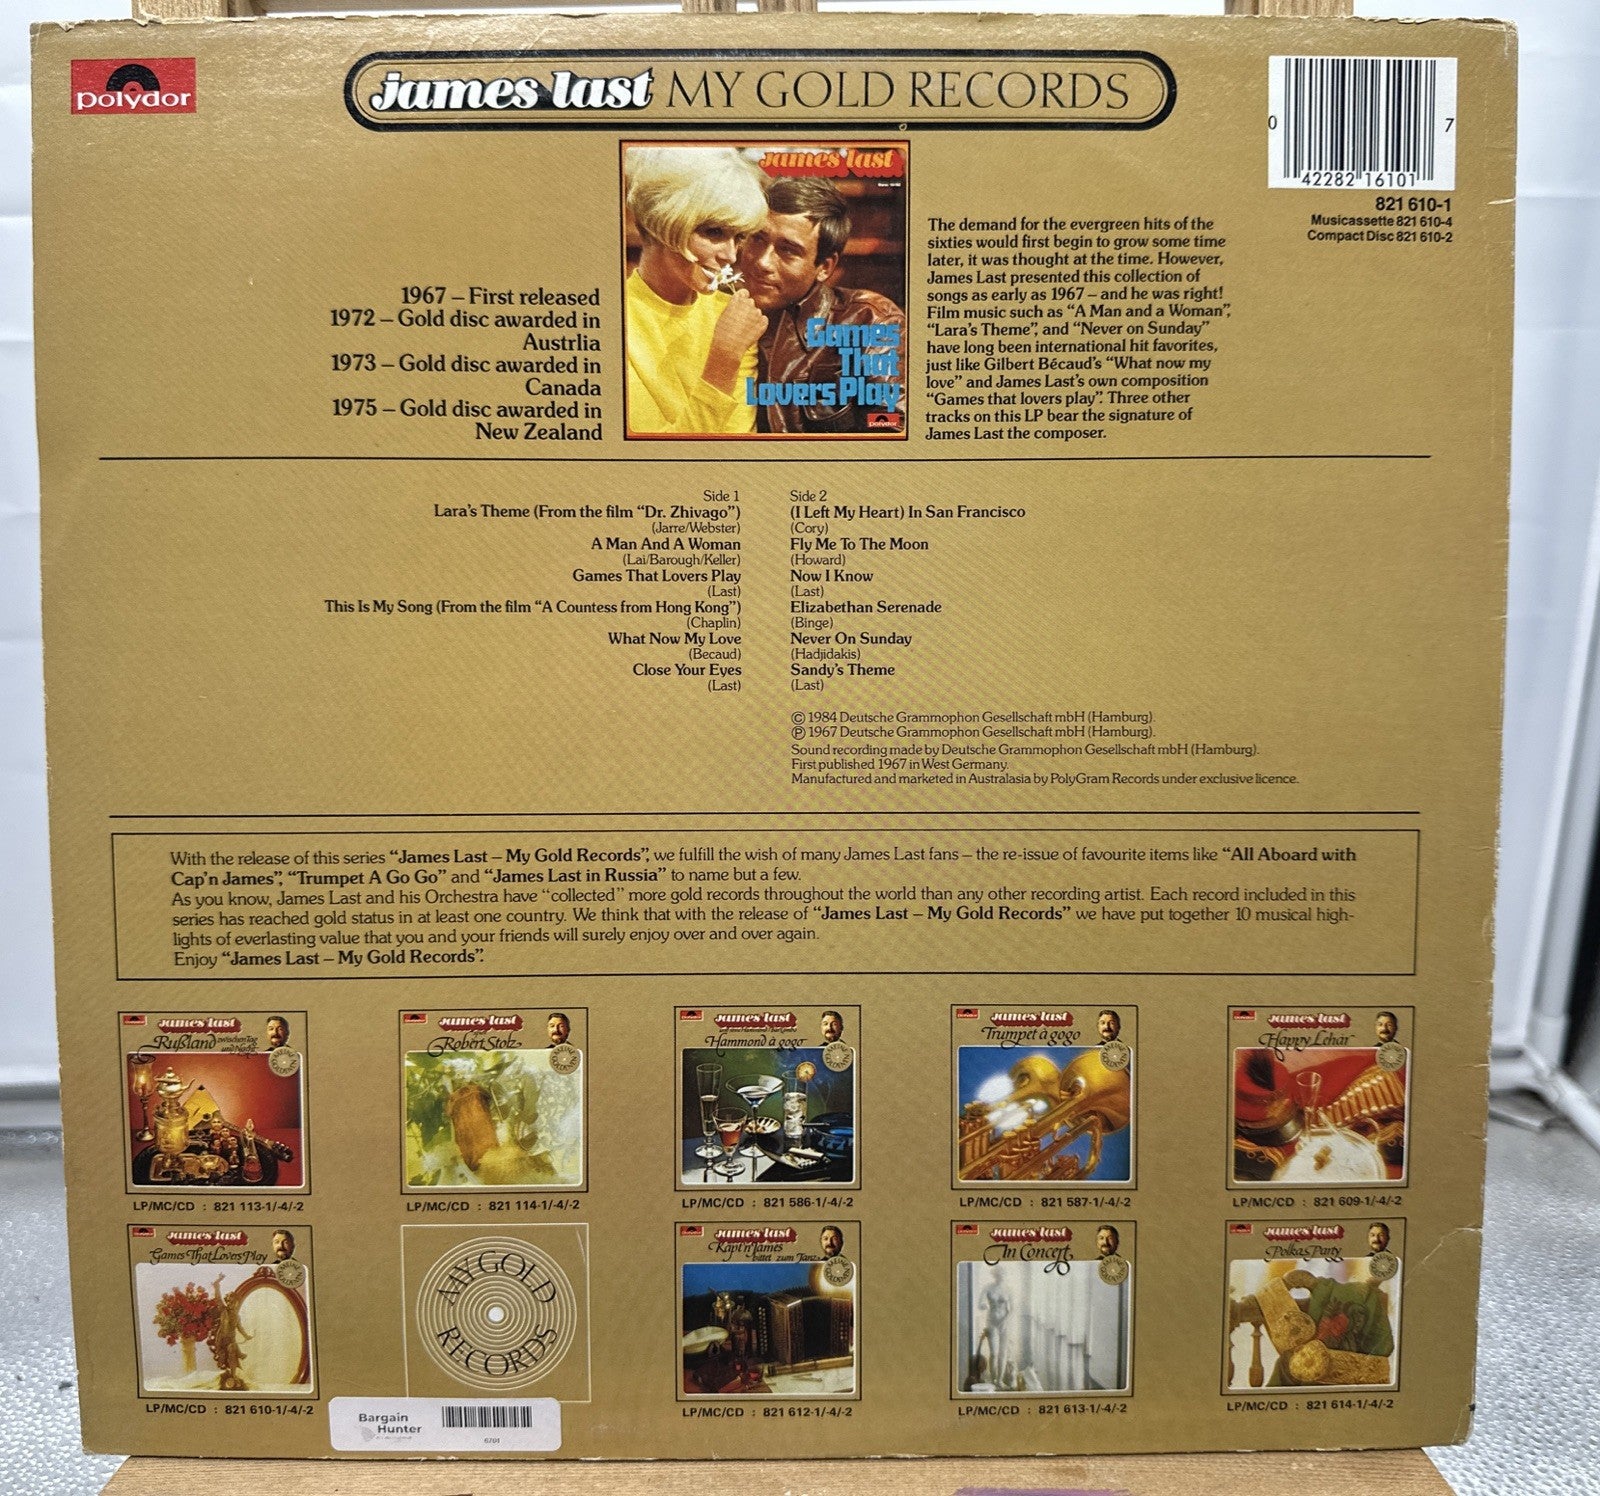 polydor
james last MY GOLD RECORDS
0 42282 16101 7
821 610-1
Musicassette 821 610-4
Compact Disc 821 610-2
james last
Games
That
Lovers Play
polydor
1967 – First released
1972 – Gold disc awarded in
Austrlia
1973 – Gold disc awarded in
Canada
1975 – Gold disc awarded in
New Zealand
The demand for the evergreen hits of the
sixties would first begin to grow some time
later, it was thought at the time. However,
James Last presented this collection of
songs as early as 1967 – and he was right!
Film music such as “A Man and a Woman”,
“Lara's Theme”, and “Never on Sunday”
have long been international hit favorites,
just like Gilbert Bécaud's “What now my
love” and James Last's own composition
“Games that lovers play”. Three other
tracks on this LP bear the signature of
James Last the composer.
Side 1
Lara's Theme (From the film “Dr. Zhivago”)
(Jarre/Webster)
A Man And A Woman
(Lai/Barough/Keller)
Games That Lovers Play
(Last)
This Is My Song (From the film “A Countess from Hong Kong”)
(Chaplin)
What Now My Love
(Becaud)
Close Your Eyes
(Last)
Side 2
(I Left My Heart) In San Francisco
(Cory)
Fly Me To The Moon
(Howard)
Now I Know
(Last)
Elizabethan Serenade
(Binge)
Never On Sunday
(Hadjidakis)
Sandy's Theme
(Last)
© 1984 Deutsche Grammophon Gesellschaft mbH (Hamburg).
℗ 1967 Deutsche Grammophon Gesellschaft mbH (Hamburg).
Sound recording made by Deutsche Grammophon Gesellschaft mbH (Hamburg).
First published 1967 in West Germany.
Manufactured and marketed in Australasia by PolyGram Records under exclusive licence.
With the release of this series “James Last – My Gold Records”, we fulfill the wish of many James Last fans – the re-issue of favourite items like “All Aboard with
Cap'n James”, “Trumpet A Go Go” and “James Last in Russia” to name but a few.
As you know, James Last and his Orchestra have “collected” more gold records throughout the world than any other recording artist. Each record included in this
series has reached gold status in at least one country. We think that with the release of “James Last – My Gold Records” we have put together 10 musical high-
lights of everlasting value that you and your friends will surely enjoy over and over again.
Enjoy “James Last – My Gold Records”.
james last
Rußland zwischen Tag
und Nacht
LP/MC/CD : 821 113-1/-4/-2
james last
Robert Stolz
LP/MC/CD : 821 114-1/-4/-2
james last
Hammond à gogo
LP/MC/CD : 821 586-1/-4/-2
james last
Trumpet à gogo
LP/MC/CD : 821 587-1/-4/-2
james last
Happy Lehár
LP/MC/CD : 821 609-1/-4/-2
james last
Games That Lovers Play
LP/MC/CD : 821 610-1/-4/-2
MY GOLD
RECORDS
james last
Käpt'n James
bittet zum Tanz
LP/MC/CD : 821 612-1/-4/-2
james last
In Concert
LP/MC/CD : 821 613-1/-4/-2
james last
Polka Party
LP/MC/CD : 821 614-1/-4/-2
Bargain
Hunter